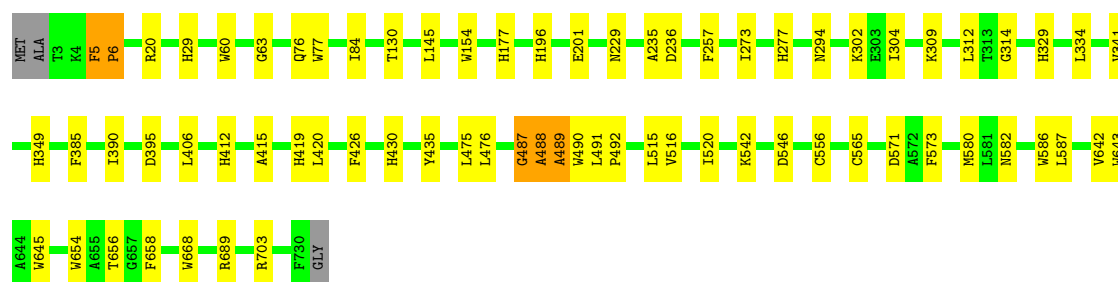 MET ALA T3 K4 F5 P6 R20 H29 W60 G63 Q76 W77 I84 T130 L145 W154 H177 H196 E201 N229 A235 D236 F257 I273 H277 N294 K302 E303 I304 K309 L312 T313 G314 H329 L334
H349 F385 I390 D395 L406 H412 A415 H419 L420 F426 H430 Y435 L475 L476 G487 A488 A489 W490 L491 P492 L515 V516 I520 K542 D546 C556 C565 D571 A572 F573 M580 L581 N582 W586 L587 V642
A644 W645 W654 A655 T656 G657 F658 W668 R689 R703 F730 GLY